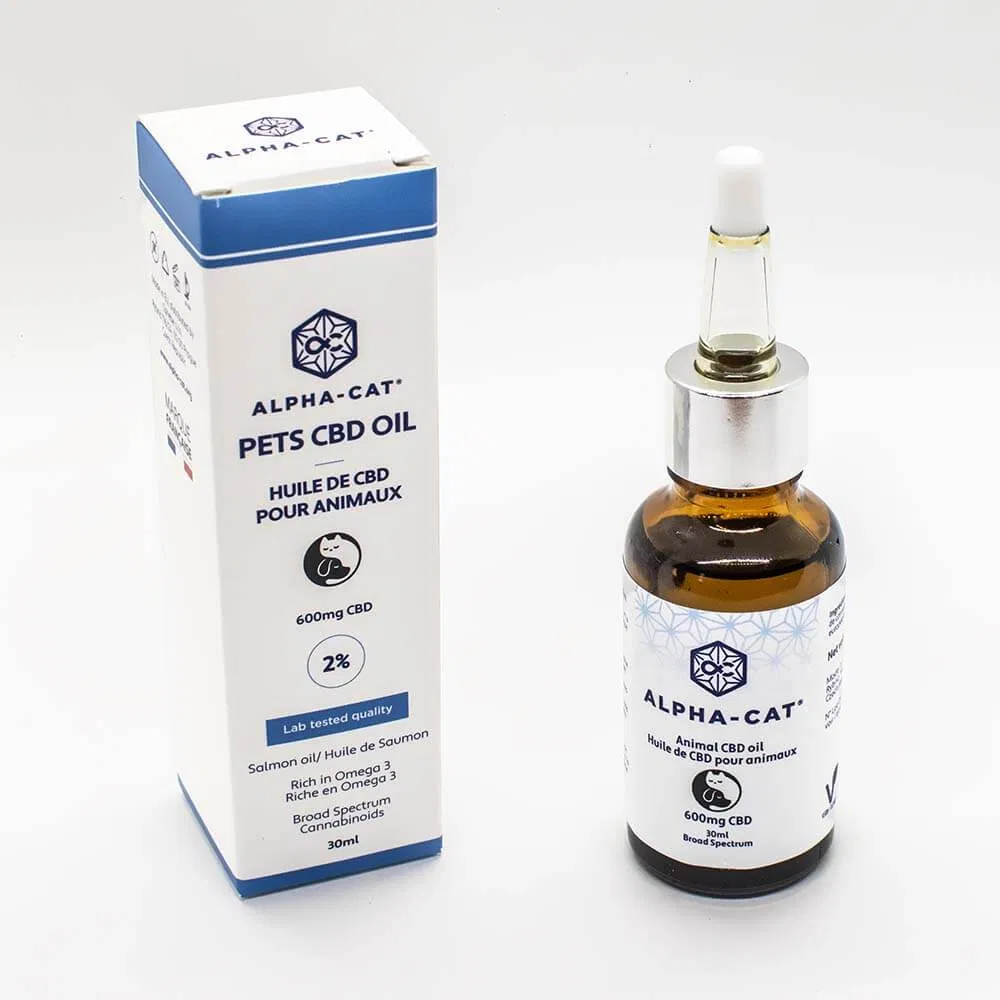 ALPHA-CAT®
MARQUE
FRANÇAISE
ALPHA-CAT®
PETS CBD OIL
HUILE DE CBD
POUR ANIMAUX
600mg CBD
2%
Lab tested quality
Salmon oil/ Huile de Saumon
Rich in Omega 3
Riche en Omega 3
Broad Spectrum
Cannabinoids
30ml
ALPHA-CAT®
Animal CBD oil
Huile de CBD pour animaux
600mg CBD
30ml
Broad Spectrum